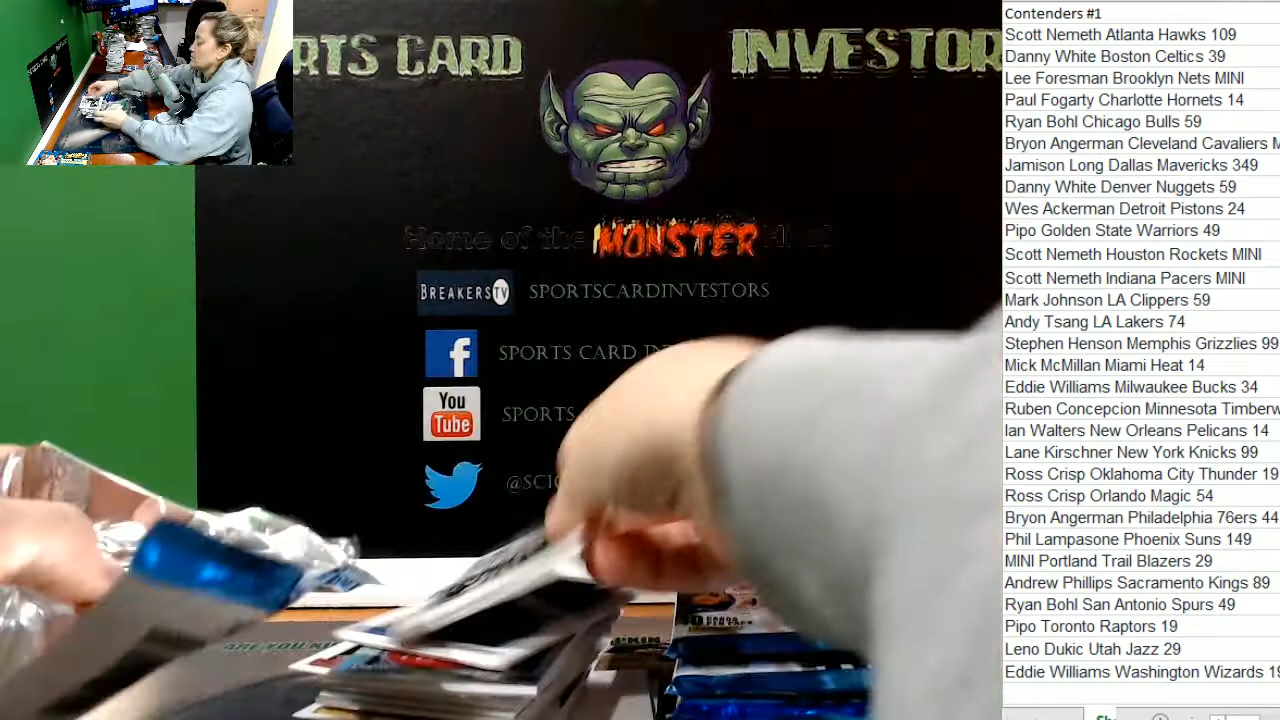 RTS CARD INVESTOR
Home of the MONSTER
BREAKERSTV SPORTSCARDINVESTORS
f SPORTS CARD
You Tube SPORTS
Contenders #1
Scott Nemeth Atlanta Hawks 109
Danny White Boston Celtics 39
Lee Foresman Brooklyn Nets MINI
Paul Fogarty Charlotte Hornets 14
Ryan Bohl Chicago Bulls 59
Bryon Angerman Cleveland Cavaliers M
Jamison Long Dallas Mavericks 349
Danny White Denver Nuggets 59
Wes Ackerman Detroit Pistons 24
Pipo Golden State Warriors 49
Scott Nemeth Houston Rockets MINI
Scott Nemeth Indiana Pacers MINI
Mark Johnson LA Clippers 59
Andy Tsang LA Lakers 74
Stephen Henson Memphis Grizzlies 99
Mick McMillan Miami Heat 14
Eddie Williams Milwaukee Bucks 34
Ruben Concepcion Minnesota Timberw
Ian Walters New Orleans Pelicans 14
Lane Kirschner New York Knicks 99
Ross Crisp Oklahoma City Thunder 19
Ross Crisp Orlando Magic 54
Bryon Angerman Philadelphia 76ers 44
Phil Lampasone Phoenix Suns 149
MINI Portland Trail Blazers 29
Andrew Phillips Sacramento Kings 89
Ryan Bohl San Antonio Spurs 49
Pipo Toronto Raptors 19
Leno Dukic Utah Jazz 29
Eddie Williams Washington Wizards